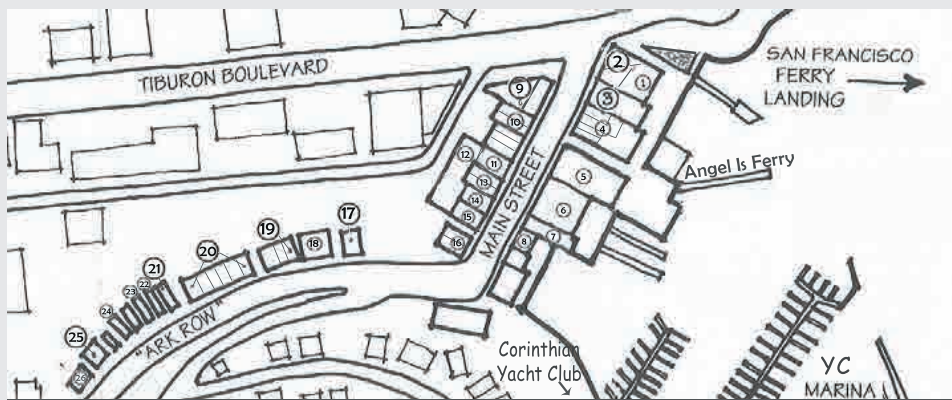 TIBURON BOULEVARD
SAN FRANCISCO
FERRY
LANDING
Angel Is Ferry
MAIN STREET
"ARK ROW"
Corinthian
Yacht Club
YC
MARINA
1
2
3
4
5
6
7
8
9
10
11
12
13
14
15
16
17
18
19
20
21
22
23
24
25
26